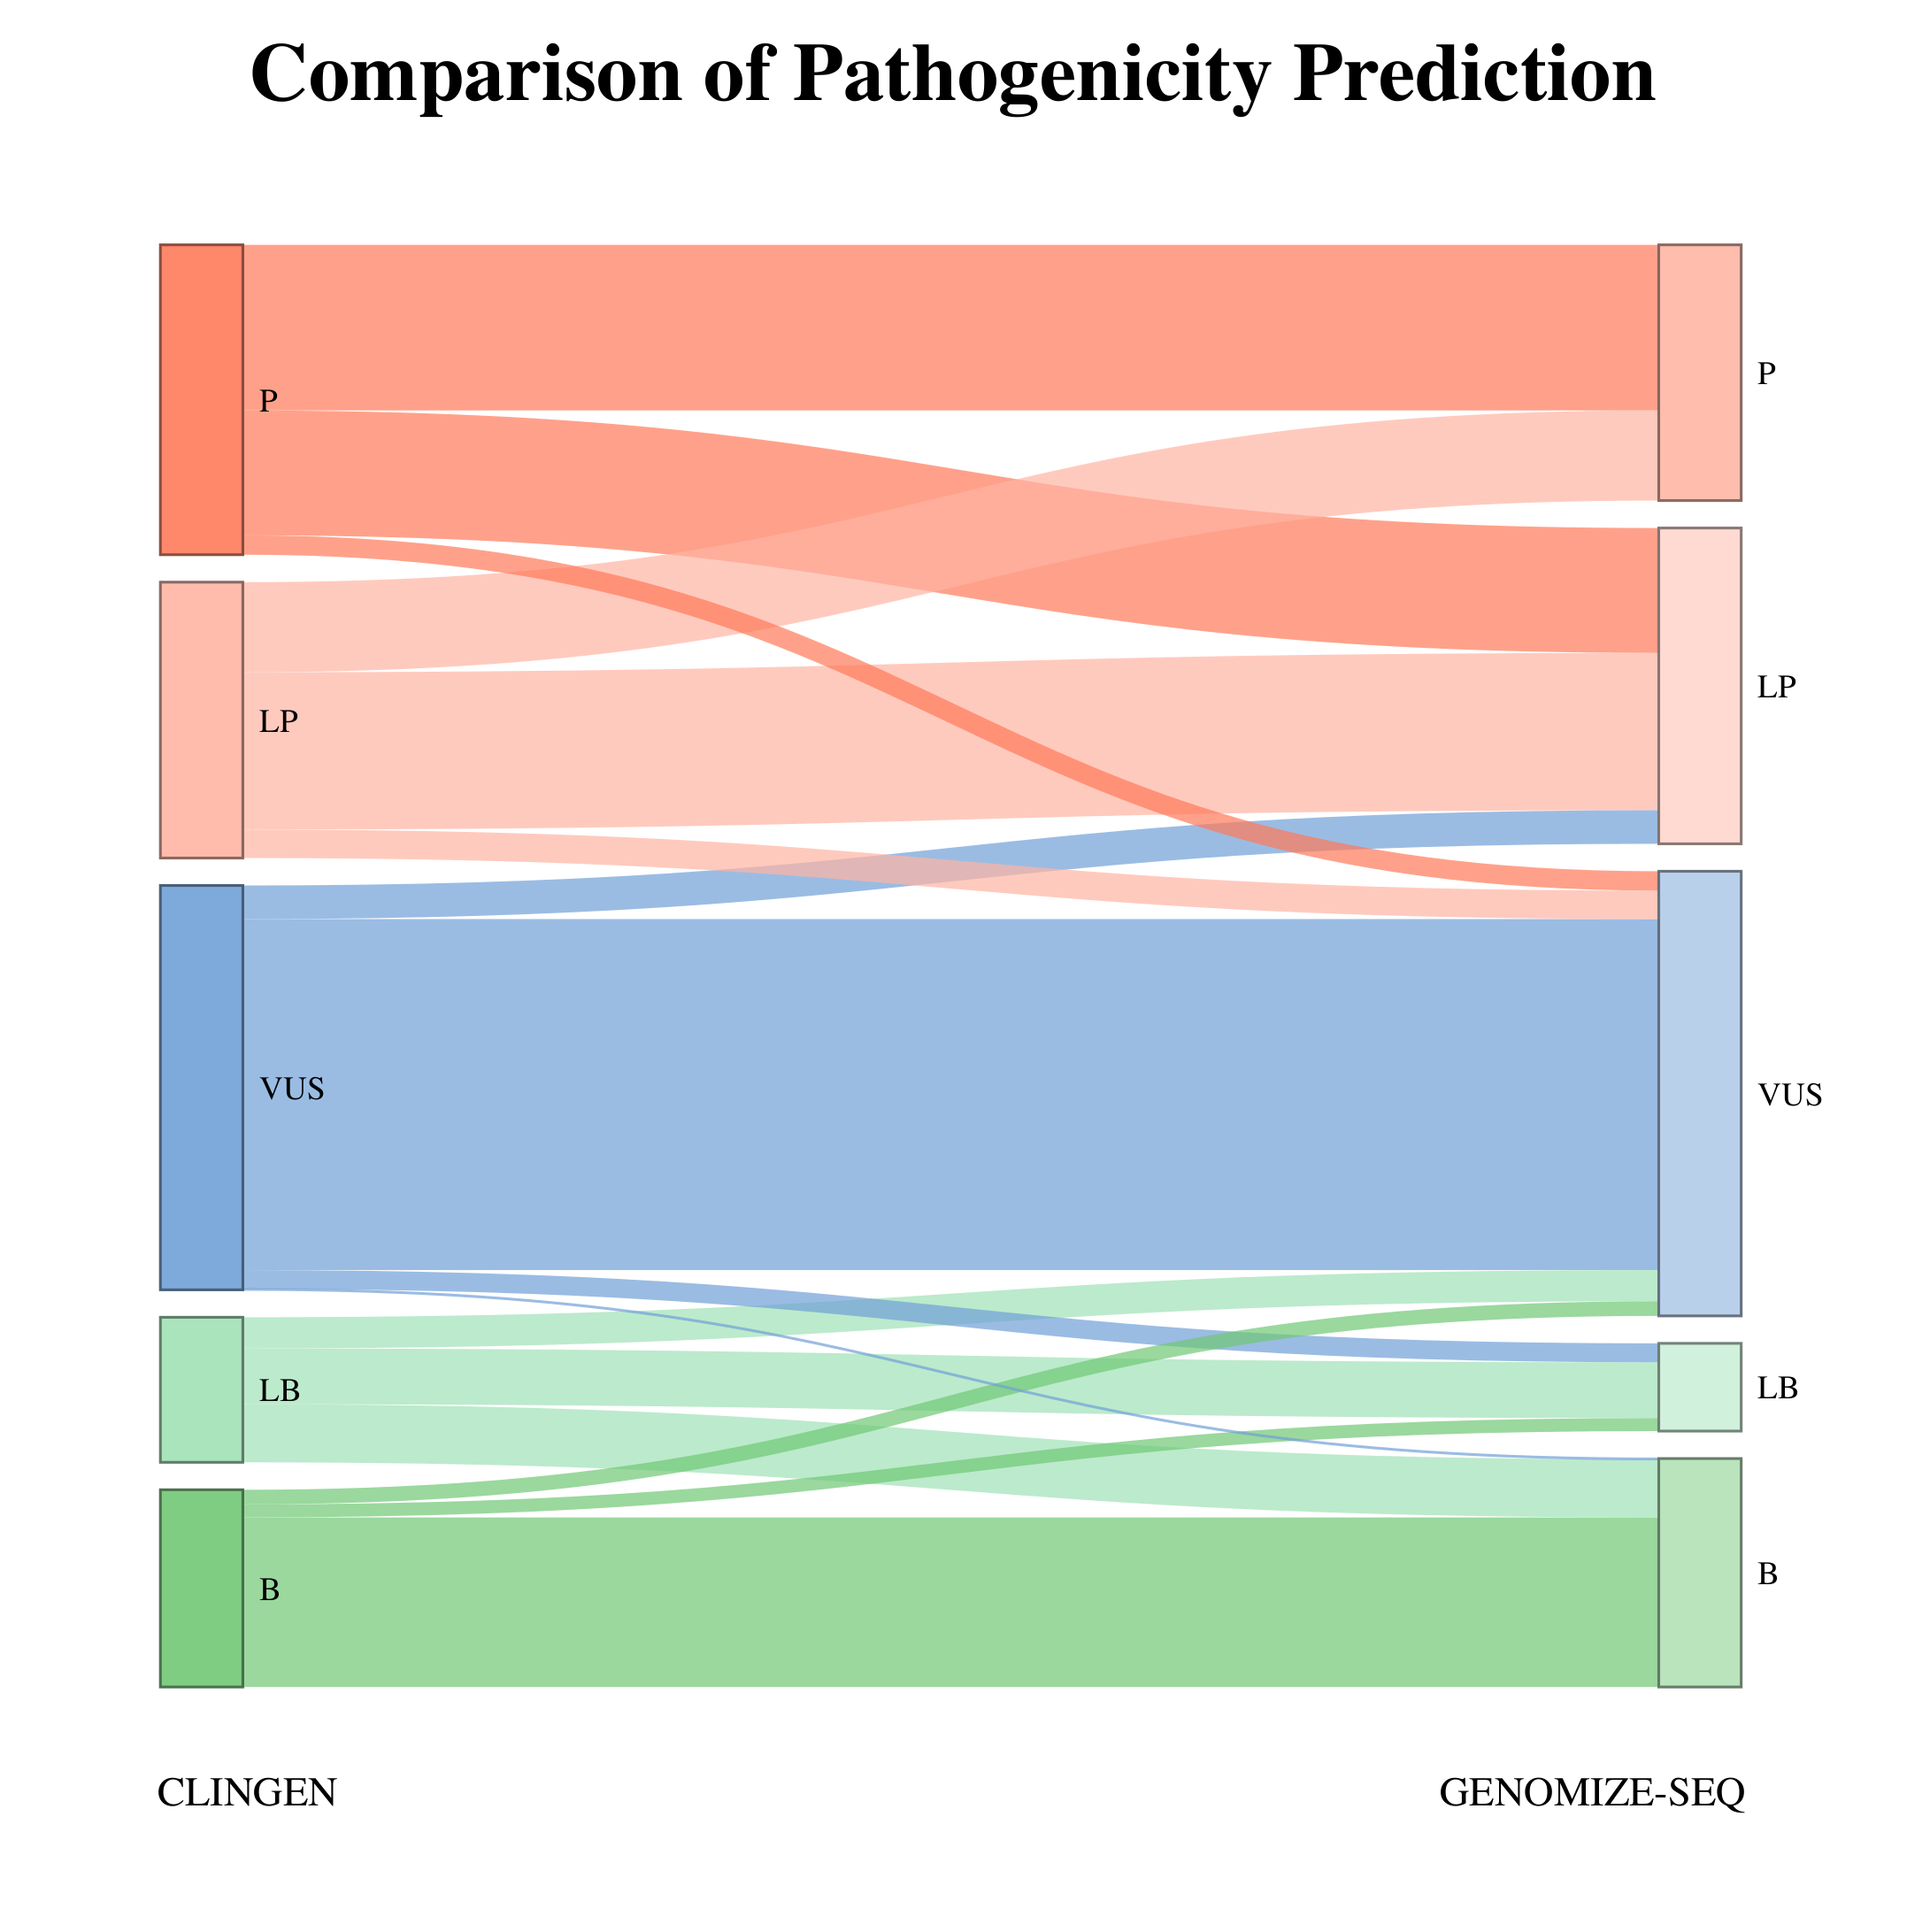 Comparison of Pathogenicity Prediction
P
LP
VUS
LB
B
P
LP
VUS
LB
B
CLINGEN
GENOMIZE-SEQ